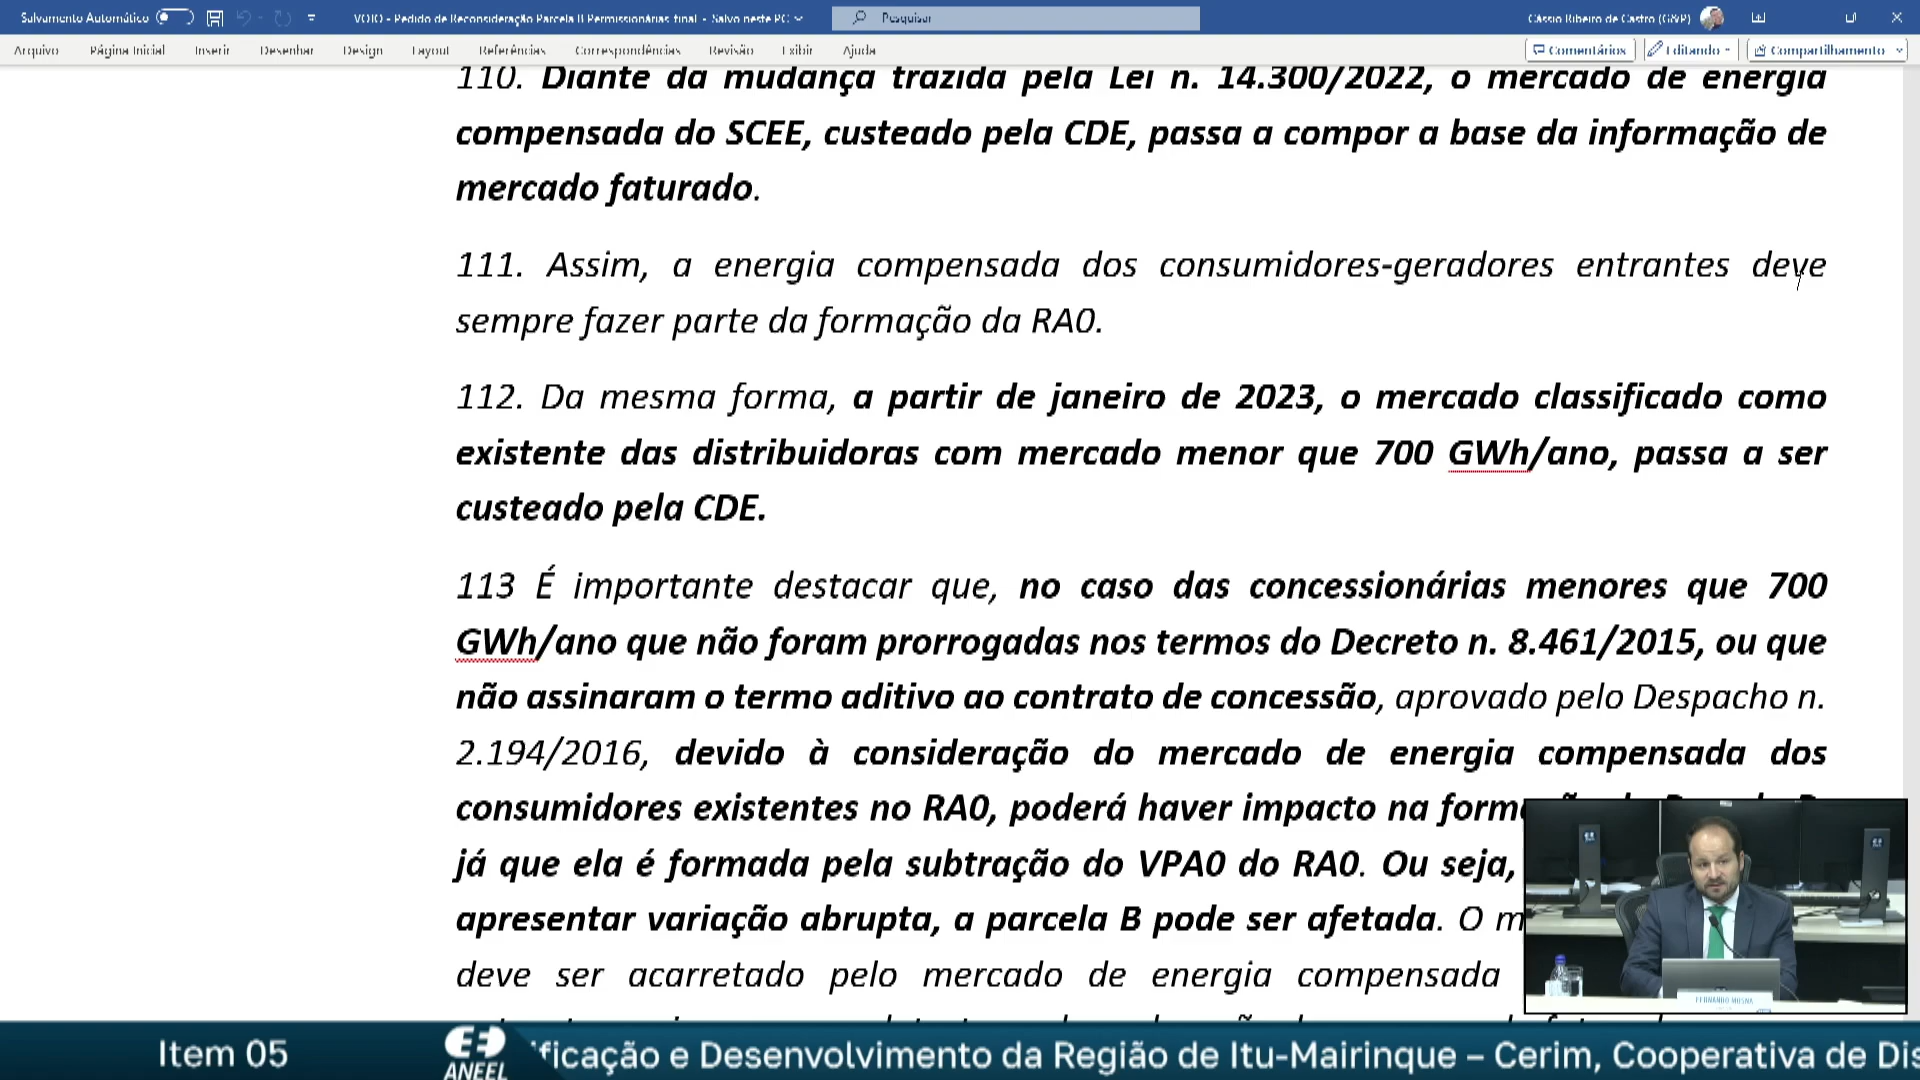 Salvamento Automático
VOTO - Pedido de Reconsideração Parcela B Permissionárias_final - Salvo neste PC
Pesquisar
Cássio Ribeiro de Castro (G&P)
Arquivo Página Inicial Inserir Desenhar Design Layout Referências Correspondências Revisão Exibir Ajuda
Comentários Editando Compartilhamento
110. Diante da mudança trazida pela Lei n. 14.300/2022, o mercado de energia
compensada do SCEE, custeado pela CDE, passa a compor a base da informação de
mercado faturado.
111. Assim, a energia compensada dos consumidores-geradores entrantes deve
sempre fazer parte da formação da RA0.
112. Da mesma forma, a partir de janeiro de 2023, o mercado classificado como
existente das distribuidoras com mercado menor que 700 GWh/ano, passa a ser
custeado pela CDE.
113 É importante destacar que, no caso das concessionárias menores que 700
GWh/ano que não foram prorrogadas nos termos do Decreto n. 8.461/2015, ou que
não assinaram o termo aditivo ao contrato de concessão, aprovado pelo Despacho n.
2.194/2016, devido à consideração do mercado de energia compensada dos
consumidores existentes no RA0, poderá haver impacto na form
já que ela é formada pela subtração do VPA0 do RA0. Ou seja,
apresentar variação abrupta, a parcela B pode ser afetada. O m
deve ser acarretado pelo mercado de energia compensada
FERNANDO MOSNA
Item 05
ANEEL
ificação e Desenvolvimento da Região de Itu-Mairinque – Cerim, Cooperativa de Dis